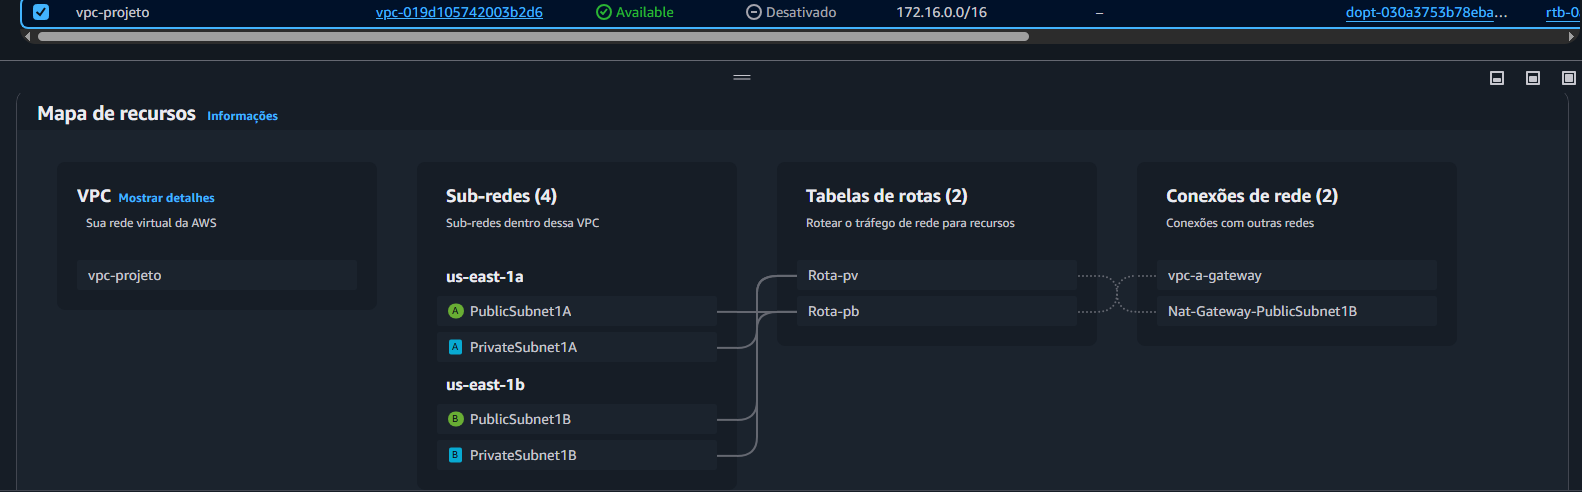 vpc-projeto vpc-019d105742003b2d6 Available Desativado 172.16.0.0/16 – dopt-030a3753b78eba... rtb-0
Mapa de recursos Informações
VPC Mostrar detalhes
Sua rede virtual da AWS
vpc-projeto
Sub-redes (4)
Sub-redes dentro dessa VPC
us-east-1a
A PublicSubnet1A
A PrivateSubnet1A
us-east-1b
B PublicSubnet1B
B PrivateSubnet1B
Tabelas de rotas (2)
Rotear o tráfego de rede para recursos
Rota-pv
Rota-pb
Conexões de rede (2)
Conexões com outras redes
vpc-a-gateway
Nat-Gateway-PublicSubnet1B